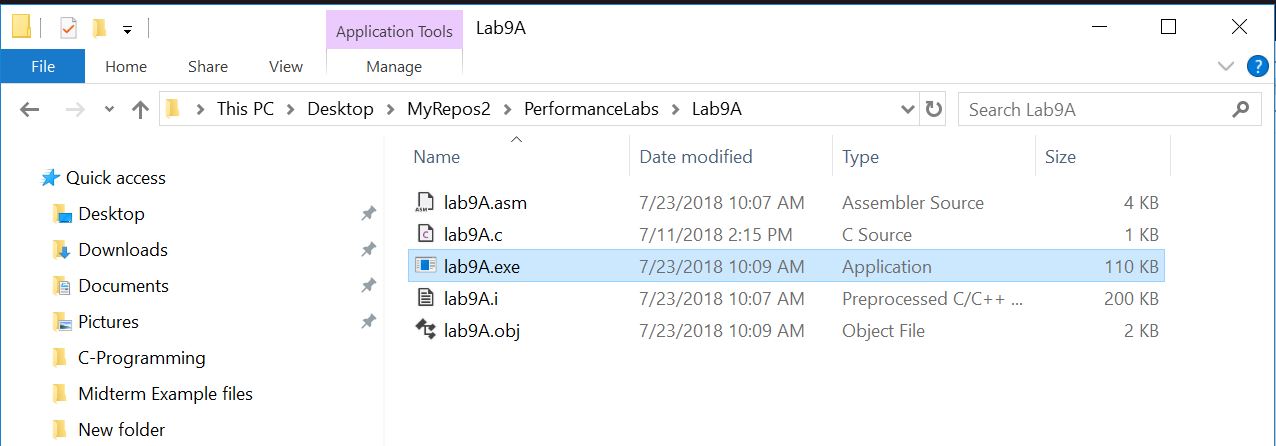 Application Tools Lab9A
File Home Share View Manage
This PC Desktop MyRepos2 PerformanceLabs Lab9A Search Lab9A
Quick access
Desktop
Downloads
Documents
Pictures
C-Programming
Midterm Example files
New folder
Name Date modified Type Size
lab9A.asm 7/23/2018 10:07 AM Assembler Source 4 KB
lab9A.c 7/11/2018 2:15 PM C Source 1 KB
lab9A.exe 7/23/2018 10:09 AM Application 110 KB
lab9A.i 7/23/2018 10:07 AM Preprocessed C/C++ ... 200 KB
lab9A.obj 7/23/2018 10:09 AM Object File 2 KB